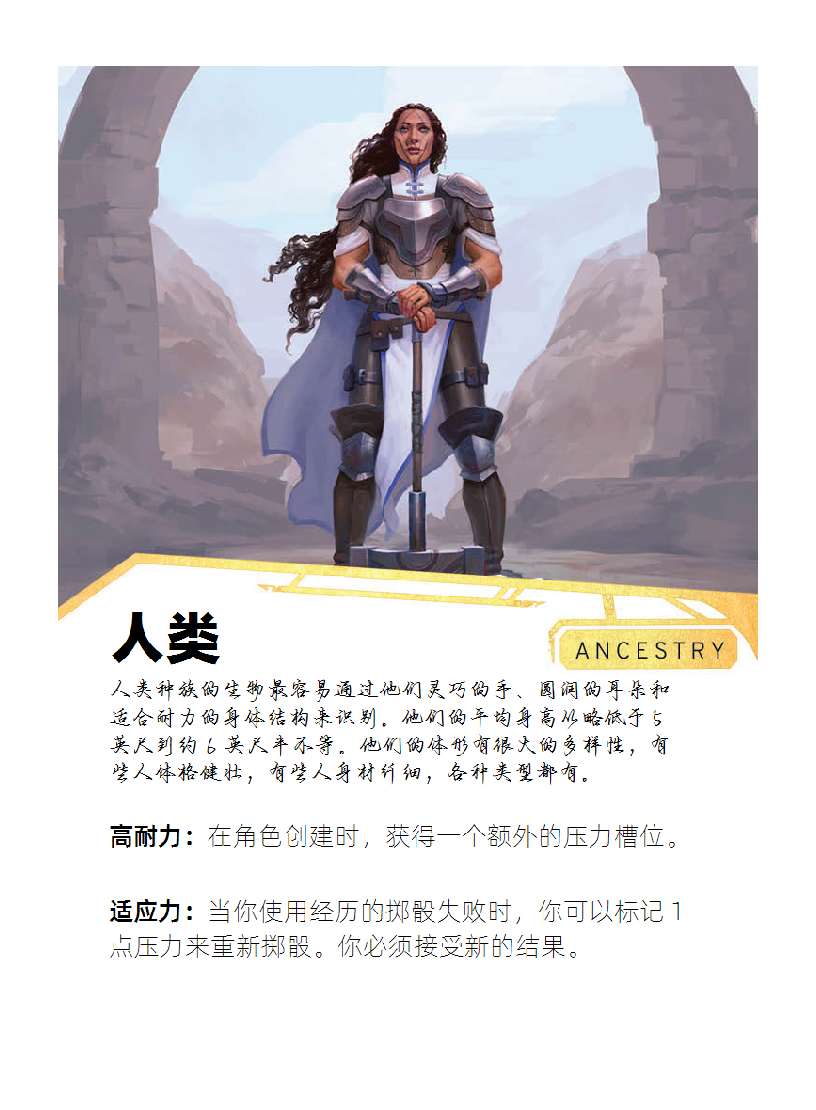 人类
ANCESTRY
人类种族的生物最容易通过他们灵巧的手、圆润的耳朵和
适合耐力的身体结构来识别。他们的平均身高从略低于 5
英尺到约 6 英尺半不等。他们的体形有很大的多样性，有
些人体格健壮，有些人身材纤细，各种类型都有。
高耐力：在角色创建时，获得一个额外的压力槽位。
适应力：当你使用经历的掷骰失败时，你可以标记 1
点压力来重新掷骰。你必须接受新的结果。